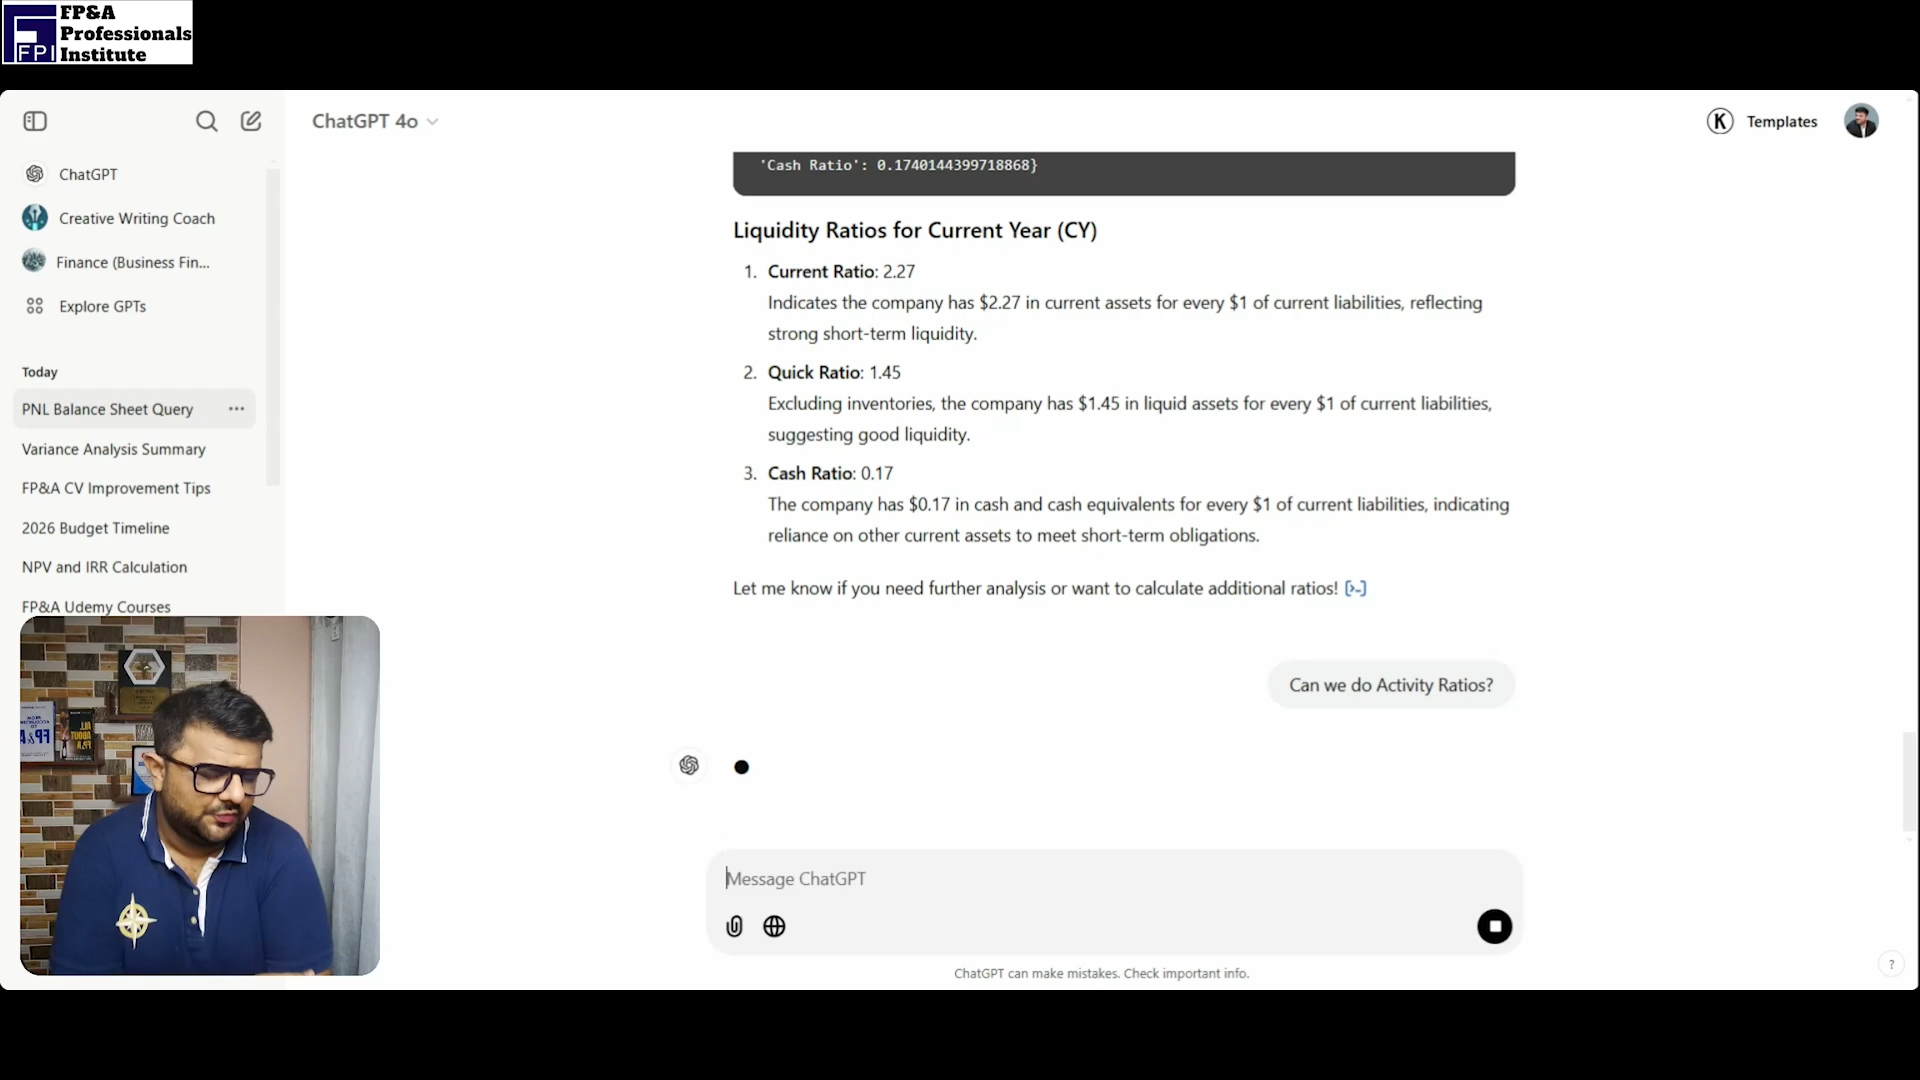 FP&A
Professionals
Institute
FPI
ChatGPT 4o
Templates
ChatGPT
Creative Writing Coach
Finance (Business Fin...
Explore GPTs
Today
PNL Balance Sheet Query
Variance Analysis Summary
FP&A CV Improvement Tips
2026 Budget Timeline
NPV and IRR Calculation
FP&A Udemy Courses
'Cash Ratio': 0.1740144399718868}
Liquidity Ratios for Current Year (CY)
1. Current Ratio: 2.27
Indicates the company has $2.27 in current assets for every $1 of current liabilities, reflecting
strong short-term liquidity.
2. Quick Ratio: 1.45
Excluding inventories, the company has $1.45 in liquid assets for every $1 of current liabilities,
suggesting good liquidity.
3. Cash Ratio: 0.17
The company has $0.17 in cash and cash equivalents for every $1 of current liabilities, indicating
reliance on other current assets to meet short-term obligations.
Let me know if you need further analysis or want to calculate additional ratios! [>-]
Can we do Activity Ratios?
Message ChatGPT
ChatGPT can make mistakes. Check important info.
?
K